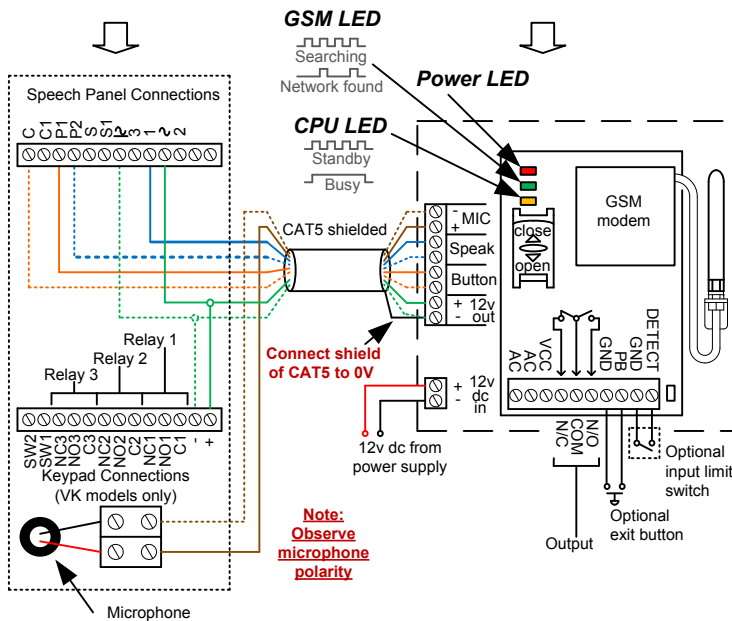 GSM LED
Searching
Network found
Power LED
CPU LED
Standby
Busy
Speech Panel Connections
C C1 P1 P2 S S1 3 1 2
CAT5 shielded
- MIC
+
Speak
Button
+ 12v
- out
close
open
GSM
modem
Connect shield
of CAT5 to 0V
+ 12v
- dc
in
12v dc from
power supply
AC AC VCC GND PB GND DETECT
N/C COM N/O
Output
Optional
input limit
switch
Optional
exit button
Relay 1
Relay 2
Relay 3
SW2 SW1 NC3 NO3 C3 NC2 NO2 C2 NC1 NO1 C1 - +
Keypad Connections
(VK models only)
Note:
Observe
microphone
polarity
Microphone